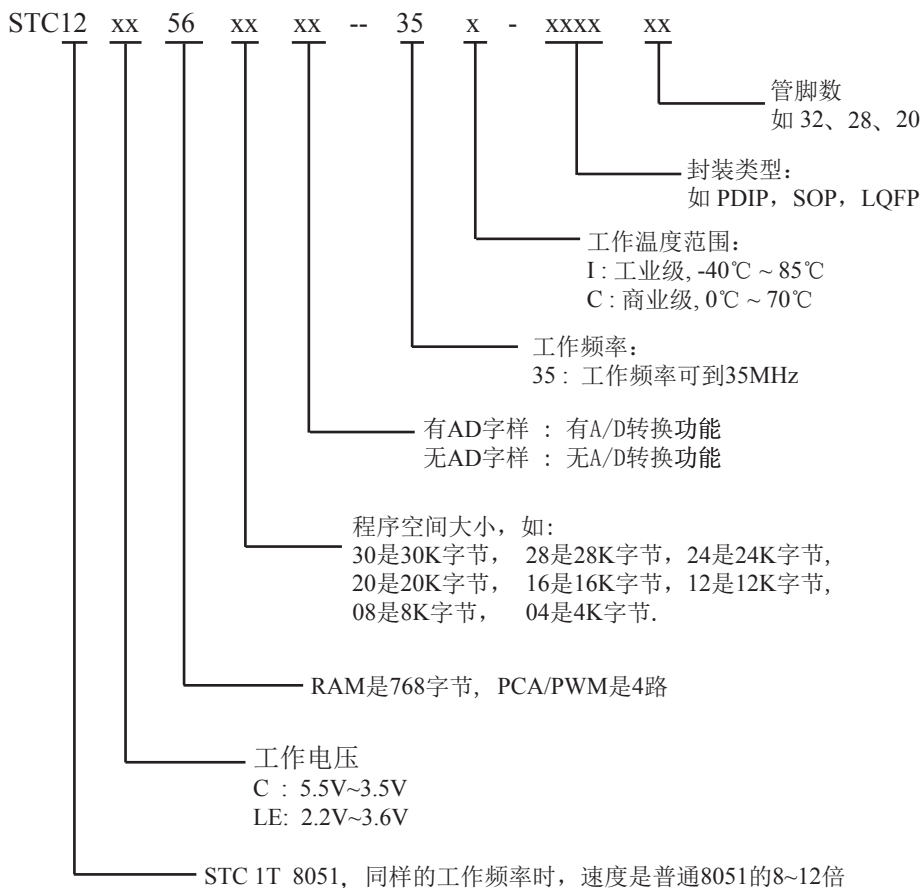 STC12 xx 56 xx xx -- 35 x - xxxx xx
管脚数
如 32、28、20
封装类型：
如 PDIP，SOP，LQFP
工作温度范围：
I : 工业级, -40℃ ~ 85℃
C : 商业级, 0℃ ~ 70℃
工作频率：
35 : 工作频率可到35MHz
有AD字样 : 有A/D转换功能
无AD字样 : 无A/D转换功能
程序空间大小，如:
30是30K字节， 28是28K字节，24是24K字节,
20是20K字节， 16是16K字节，12是12K字节,
08是8K字节， 04是4K字节.
RAM是768字节, PCA/PWM是4路
工作电压
C : 5.5V~3.5V
LE: 2.2V~3.6V
STC 1T 8051, 同样的工作频率时，速度是普通8051的8~12倍